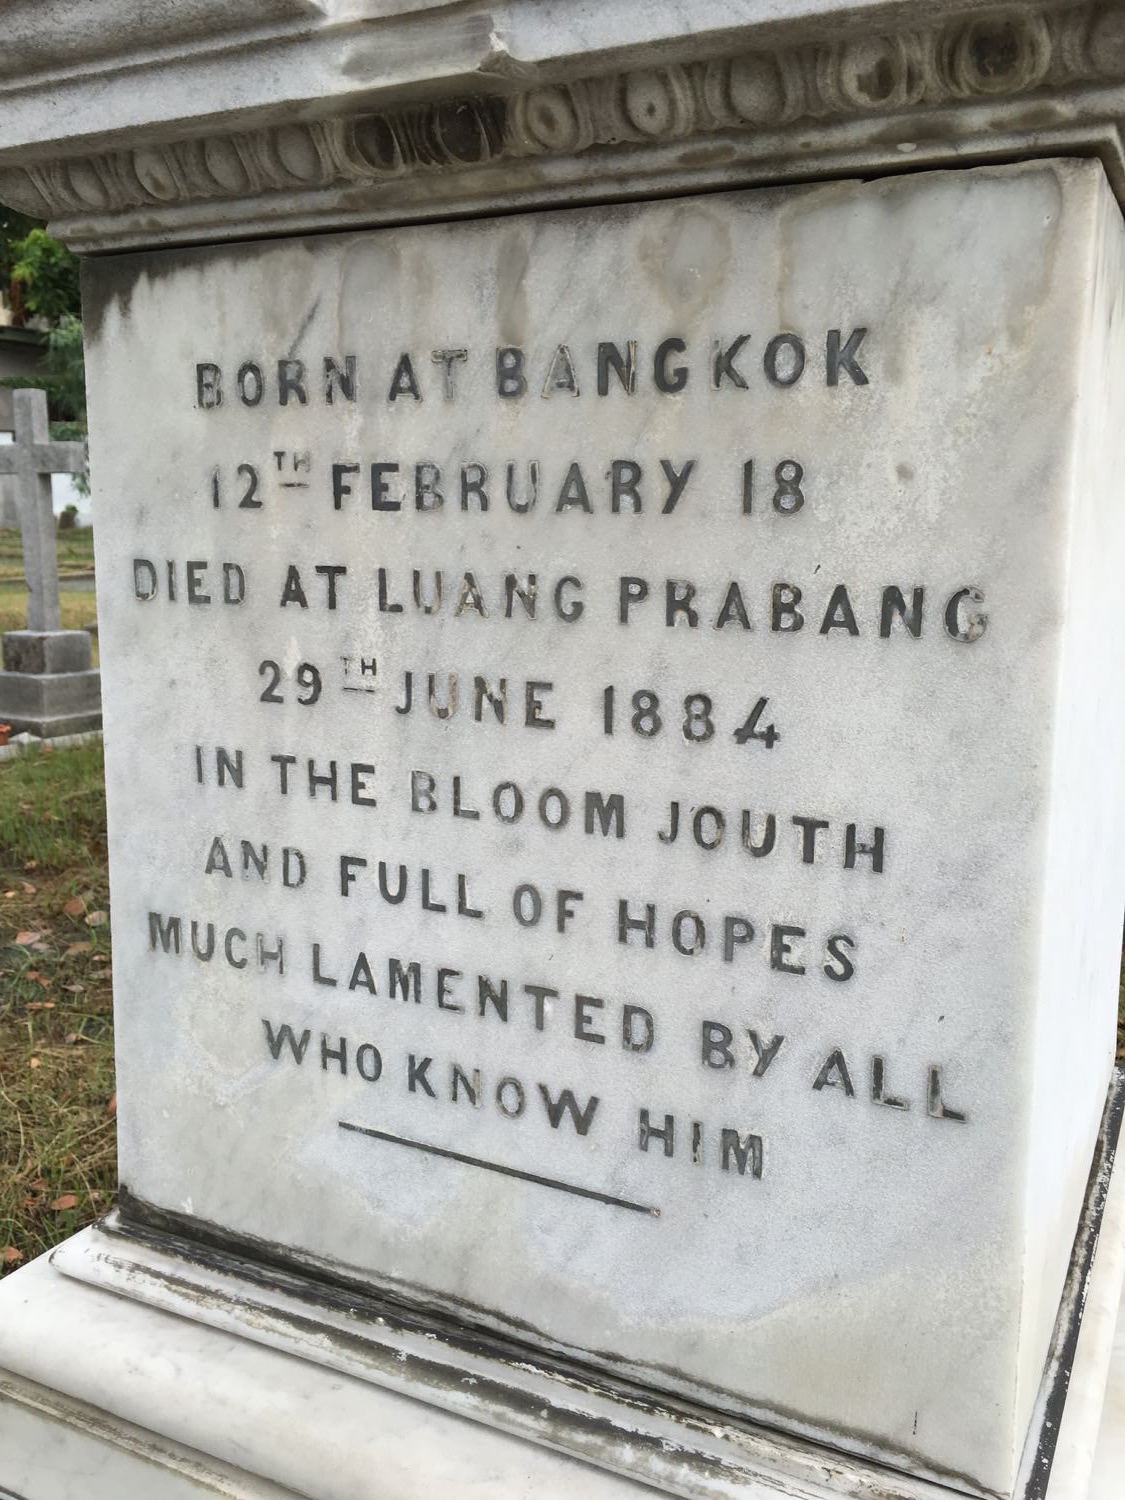 BORN AT BANGKOK
12TH FEBRUARY 18
DIED AT LUANG PRABANG
29TH JUNE 1884
IN THE BLOOM JOUTH
AND FULL OF HOPES
MUCH LAMENTED BY ALL
WHO KNOW HIM